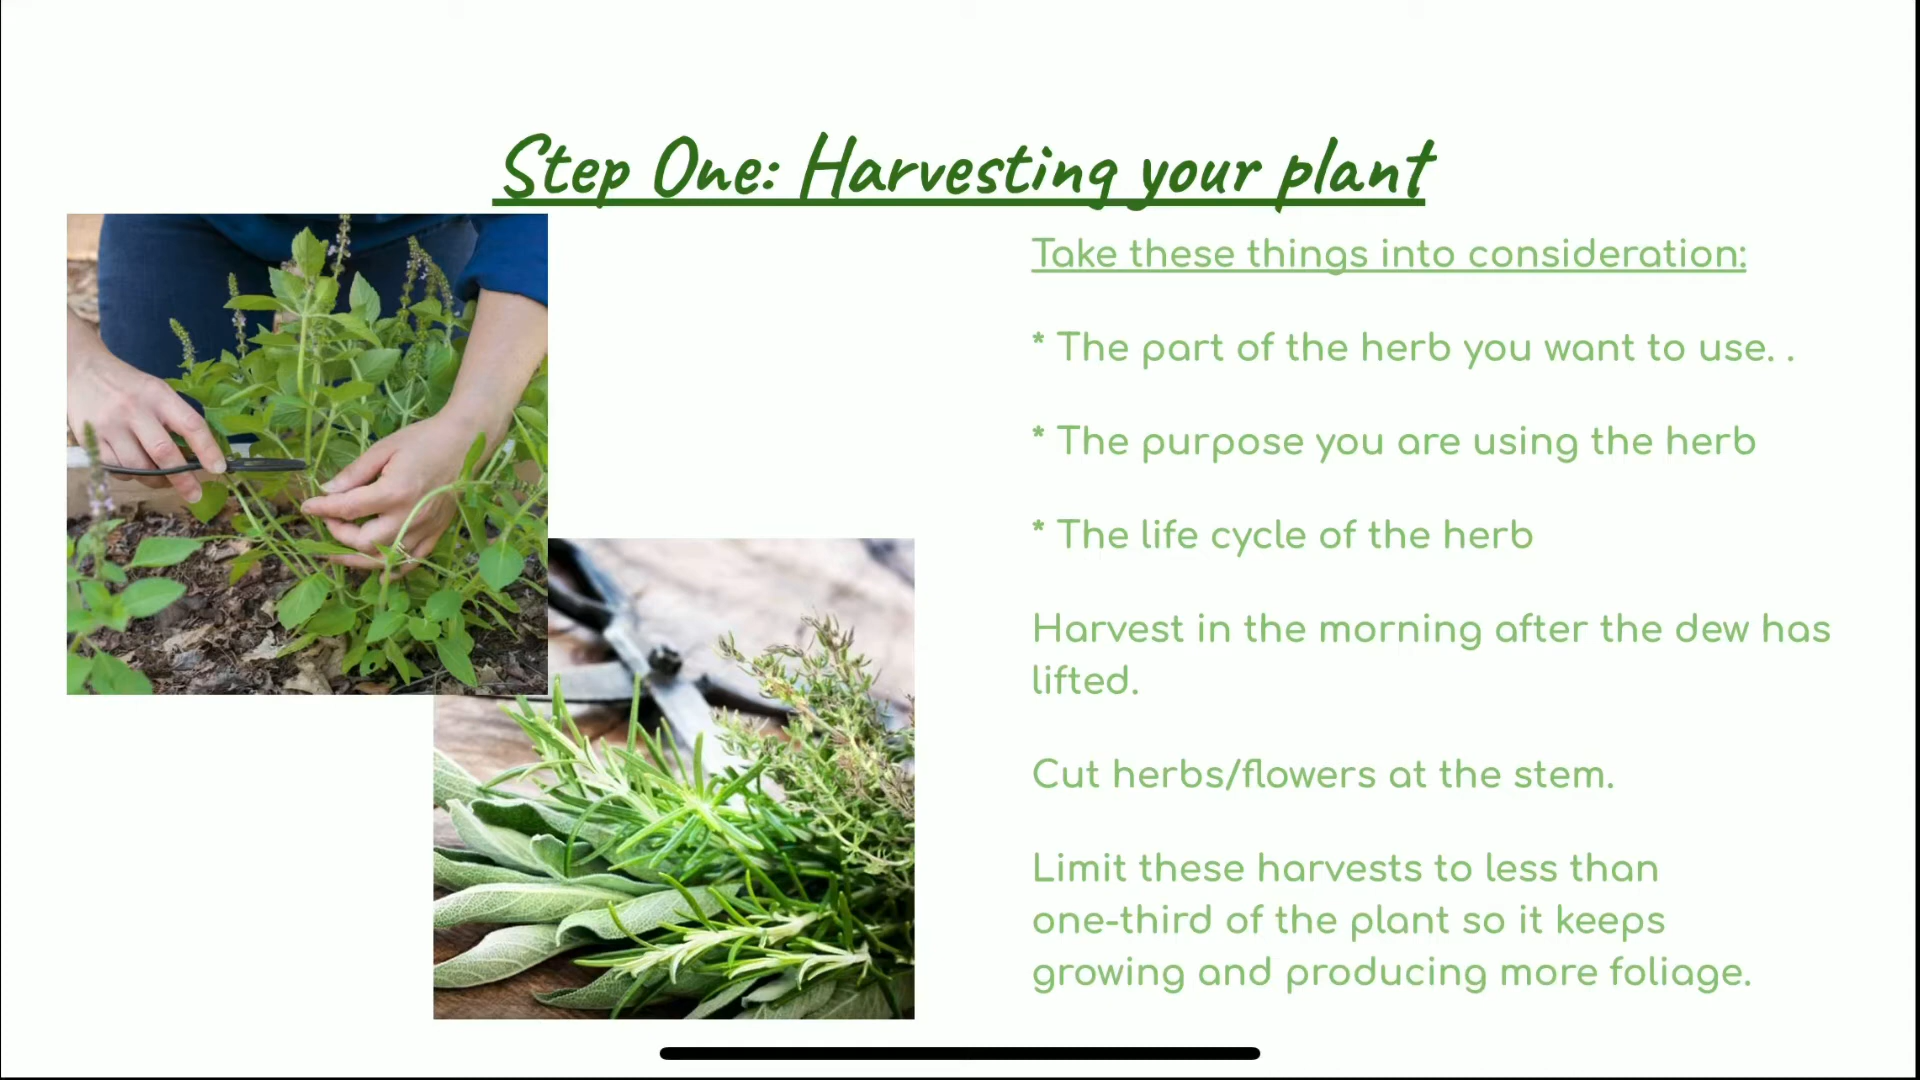 Step One: Harvesting your plant
Take these things into consideration:
* The part of the herb you want to use. .
* The purpose you are using the herb
* The life cycle of the herb
Harvest in the morning after the dew has
lifted.
Cut herbs/flowers at the stem.
Limit these harvests to less than
one-third of the plant so it keeps
growing and producing more foliage.